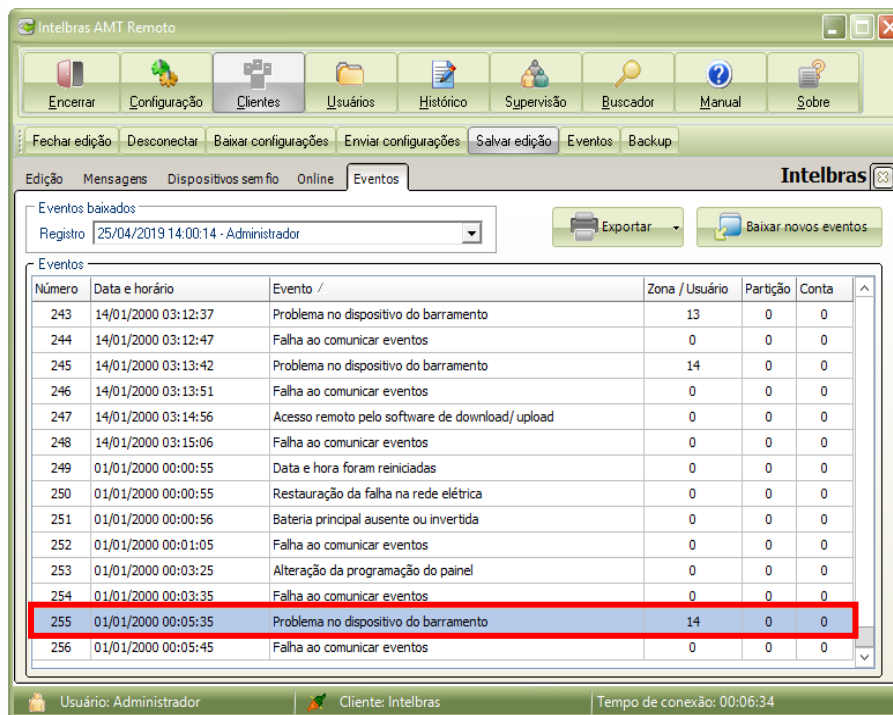 Intelbras AMT Remoto
Encerrar Configuração Clientes Usuários Histórico Supervisão Buscador Manual Sobre
Fechar edição Desconectar Baixar configurações Enviar configurações Salvar edição Eventos Backup
Edição Mensagens Dispositivos sem fio Online Eventos Intelbras
Eventos baixados
Registro 25/04/2019 14:00:14 - Administrador Exportar Baixar novos eventos
Eventos
Número Data e horário Evento / Zona / Usuário Partição Conta
243 14/01/2000 03:12:37 Problema no dispositivo do barramento 13 0 0
244 14/01/2000 03:12:47 Falha ao comunicar eventos 0 0 0
245 14/01/2000 03:13:42 Problema no dispositivo do barramento 14 0 0
246 14/01/2000 03:13:51 Falha ao comunicar eventos 0 0 0
247 14/01/2000 03:14:56 Acesso remoto pelo software de download/ upload 0 0 0
248 14/01/2000 03:15:06 Falha ao comunicar eventos 0 0 0
249 01/01/2000 00:00:55 Data e hora foram reiniciadas 0 0 0
250 01/01/2000 00:00:55 Restauração da falha na rede elétrica 0 0 0
251 01/01/2000 00:00:56 Bateria principal ausente ou invertida 0 0 0
252 01/01/2000 00:01:05 Falha ao comunicar eventos 0 0 0
253 01/01/2000 00:03:25 Alteração da programação do painel 0 0 0
254 01/01/2000 00:03:35 Falha ao comunicar eventos 0 0 0
255 01/01/2000 00:05:35 Problema no dispositivo do barramento 14 0 0
256 01/01/2000 00:05:45 Falha ao comunicar eventos 0 0 0
Usuário: Administrador Cliente: Intelbras Tempo de conexão: 00:06:34